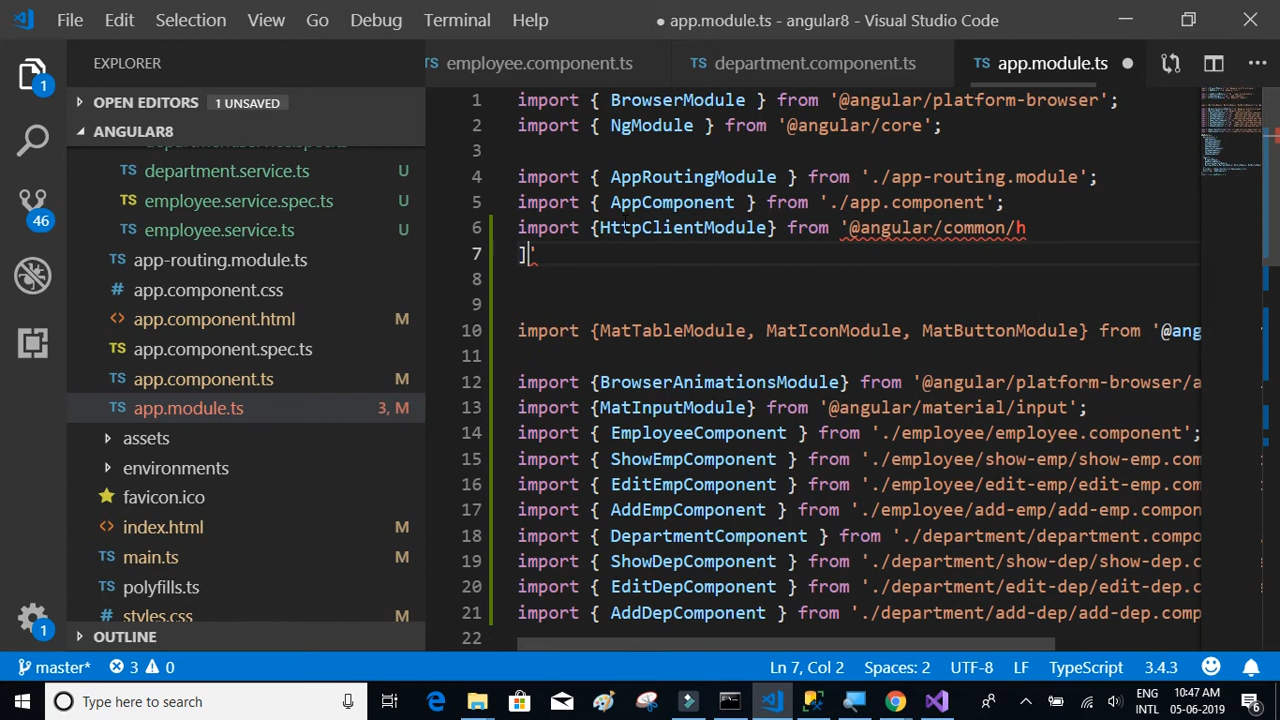 File Edit Selection View Go Debug Terminal Help ● app.module.ts - angular8 - Visual Studio Code
EXPLORER
employee.component.ts
TS department.component.ts
TS app.module.ts
1
OPEN EDITORS 1 UNSAVED
ANGULAR8
TS department.service.ts U
TS employee.service.spec.ts U
TS employee.service.ts U
app-routing.module.ts
app.component.css
app.component.html M
app.component.spec.ts
TS app.component.ts M
TS app.module.ts 3, M
assets
environments
favicon.ico
index.html M
main.ts M
TS polyfills.ts
styles.css
OUTLINE
46
1
1 import { BrowserModule } from '@angular/platform-browser';
2 import { NgModule } from '@angular/core';
3
4 import { AppRoutingModule } from './app-routing.module';
5 import { AppComponent } from './app.component';
6 import {HttpClientModule} from '@angular/common/h
7 ]'
8
9
10 import {MatTableModule, MatIconModule, MatButtonModule} from '@ang
11
12 import {BrowserAnimationsModule} from '@angular/platform-browser/a
13 import {MatInputModule} from '@angular/material/input';
14 import { EmployeeComponent } from './employee/employee.component';
15 import { ShowEmpComponent } from './employee/show-emp/show-emp.com
16 import { EditEmpComponent } from './employee/edit-emp/edit-emp.com
17 import { AddEmpComponent } from './employee/add-emp/add-emp.compon
18 import { DepartmentComponent } from './department/department.compo
19 import { ShowDepComponent } from './department/show-dep/show-dep.c
20 import { EditDepComponent } from './department/edit-dep/edit-dep.c
21 import { AddDepComponent } from './department/add-dep/add-dep.comp
22
master* 3 0 Ln 7, Col 2 Spaces: 2 UTF-8 LF TypeScript 3.4.3
Type here to search
ENG
INTL
10:47 AM
05-06-2019
6